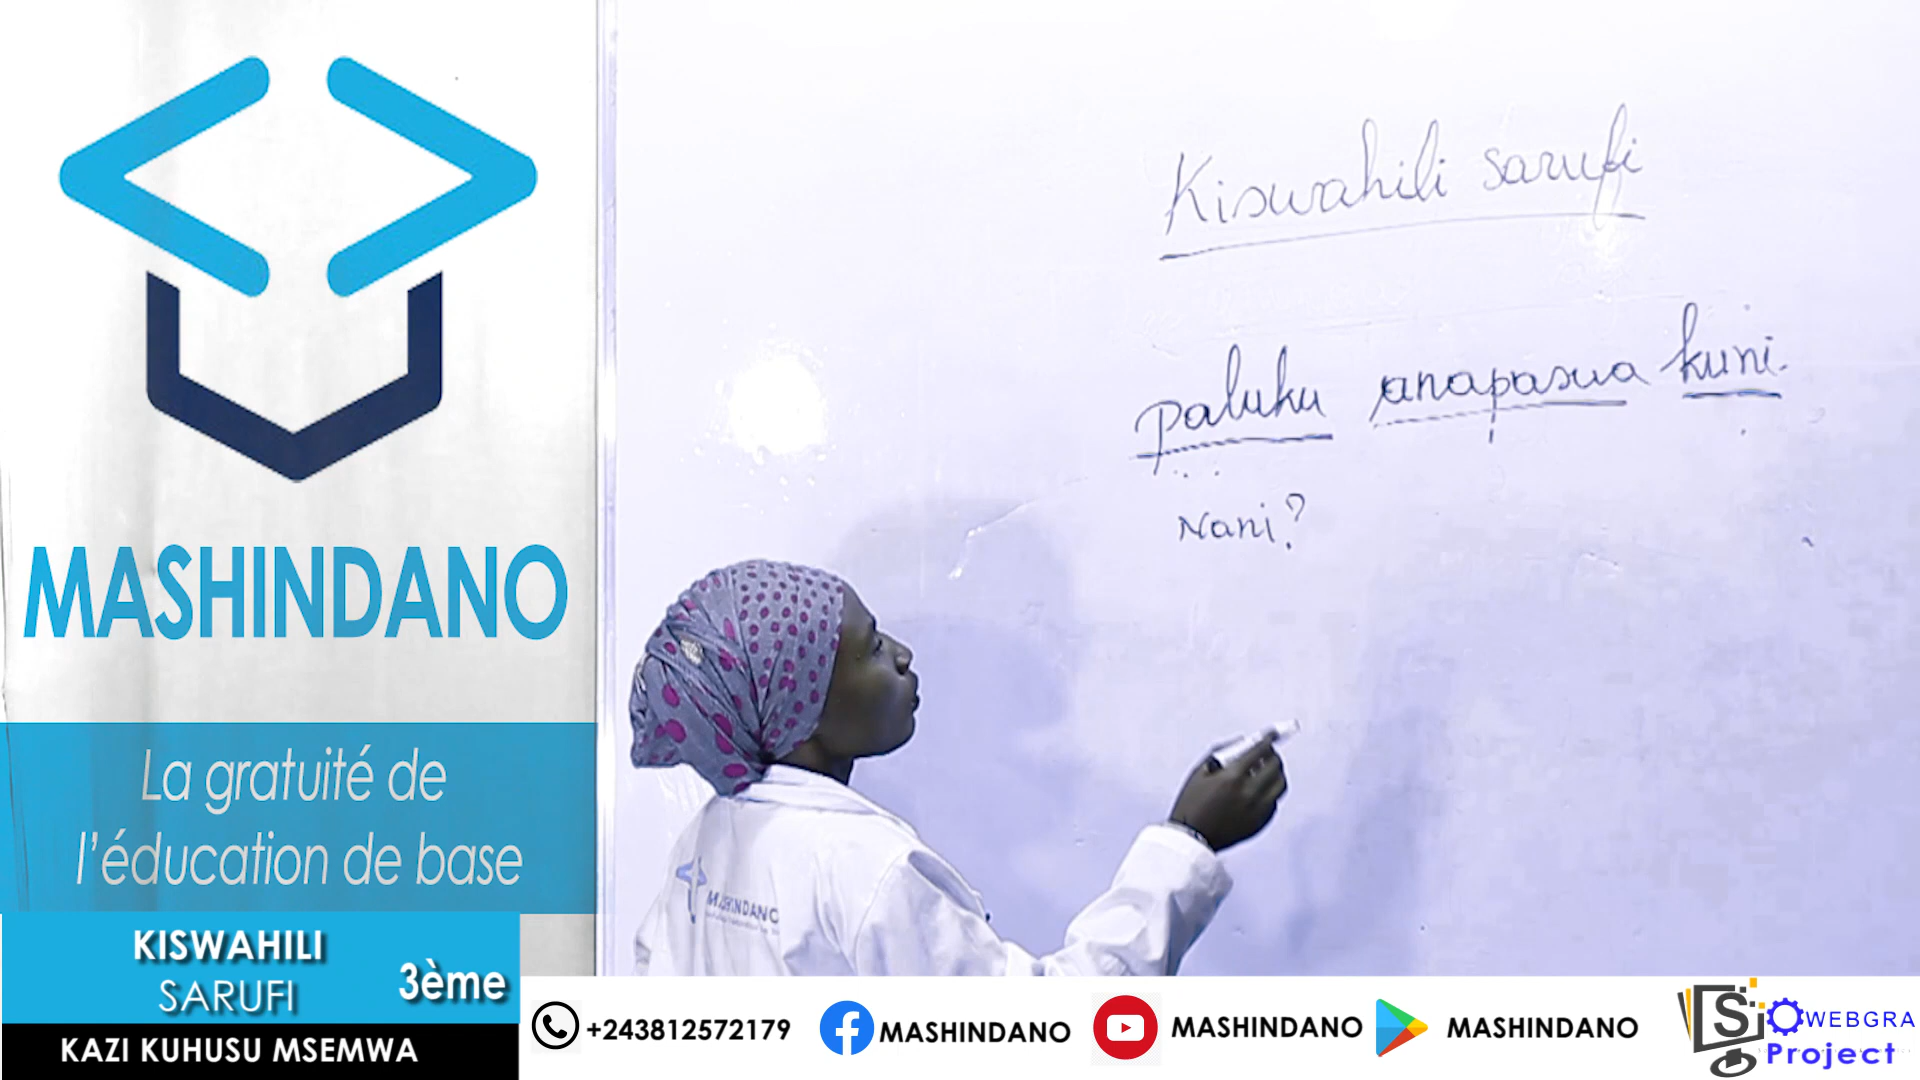 Kiswahili sarufi
Paluku anapasua kuni.
Nani?
MASHINDANO
La gratuité de
l'éducation de base
MASHINDANO
KISWAHILI
SARUFI
3ème
KAZI KUHUSU MSEMWA
+243812572179
MASHINDANO
MASHINDANO
MASHINDANO
WEBGRA
Project